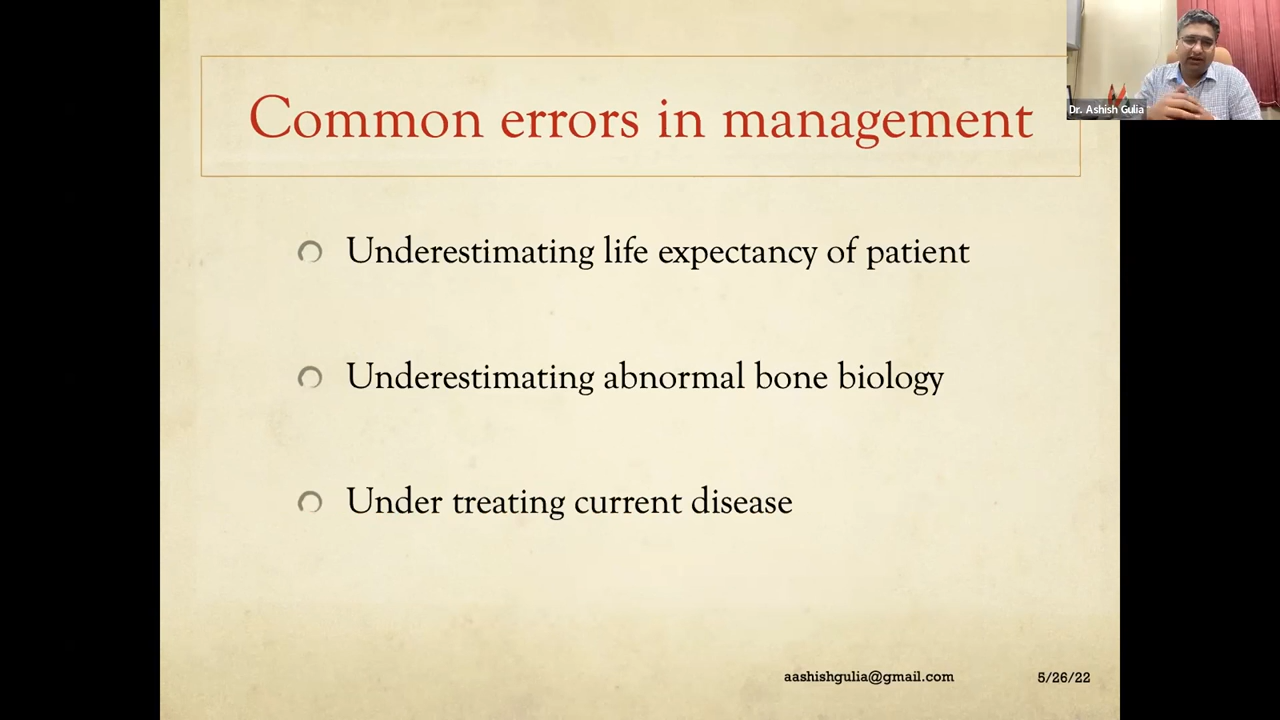 Common errors in management
Dr. Ashish Gulia
Underestimating life expectancy of patient
Underestimating abnormal bone biology
Under treating current disease
aashishgulia@gmail.com 5/26/22